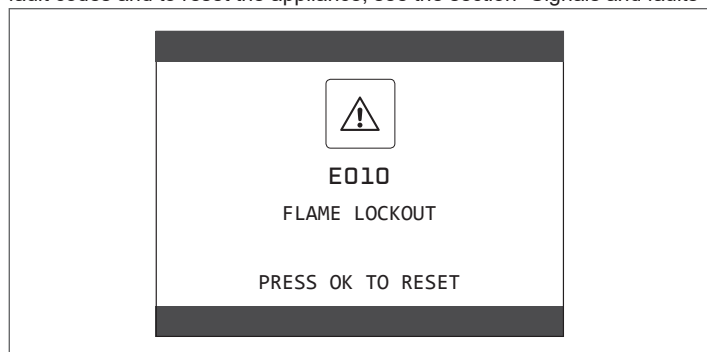 fault codes and to reset the appliance, see the section "Signals and faults"
E010
FLAME LOCKOUT
PRESS OK TO RESET